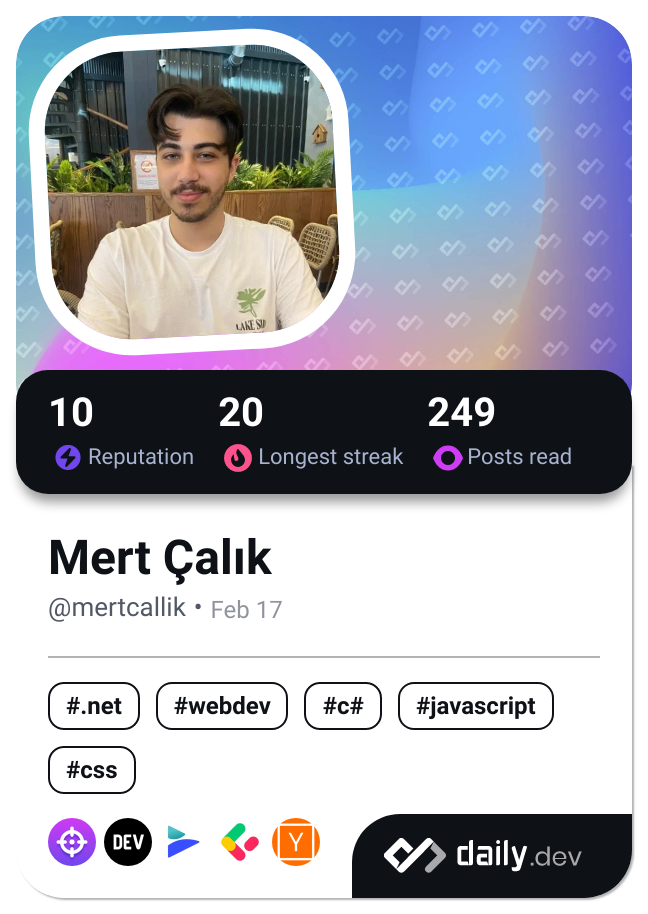 LAKE
10 20 249
Reputation Longest streak Posts read
Mert Çalık
@mertcallik • Feb 17
#.net #webdev #c# #javascript
#css
DEV Y daily.dev